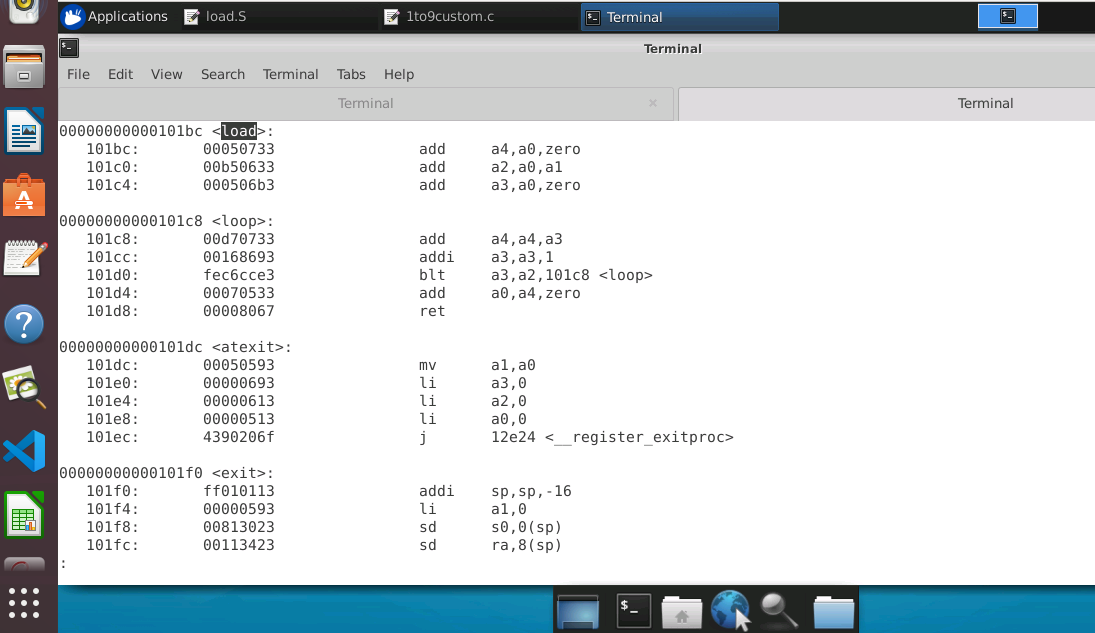 Applications load.S 1to9custom.c Terminal
Terminal
File Edit View Search Terminal Tabs Help
Terminal × Terminal
00000000000101bc <load>:
101bc: 00050733 add a4,a0,zero
101c0: 00b50633 add a2,a0,a1
101c4: 000506b3 add a3,a0,zero
00000000000101c8 <loop>:
101c8: 00d70733 add a4,a4,a3
101cc: 00168693 addi a3,a3,1
101d0: fec6cce3 blt a3,a2,101c8 <loop>
101d4: 00070533 add a0,a4,zero
101d8: 00008067 ret
00000000000101dc <atexit>:
101dc: 00050593 mv a1,a0
101e0: 00000693 li a3,0
101e4: 00000613 li a2,0
101e8: 00000513 li a0,0
101ec: 4390206f j 12e24 <__register_exitproc>
00000000000101f0 <exit>:
101f0: ff010113 addi sp,sp,-16
101f4: 00000593 li a1,0
101f8: 00813023 sd s0,0(sp)
101fc: 00113423 sd ra,8(sp)
: